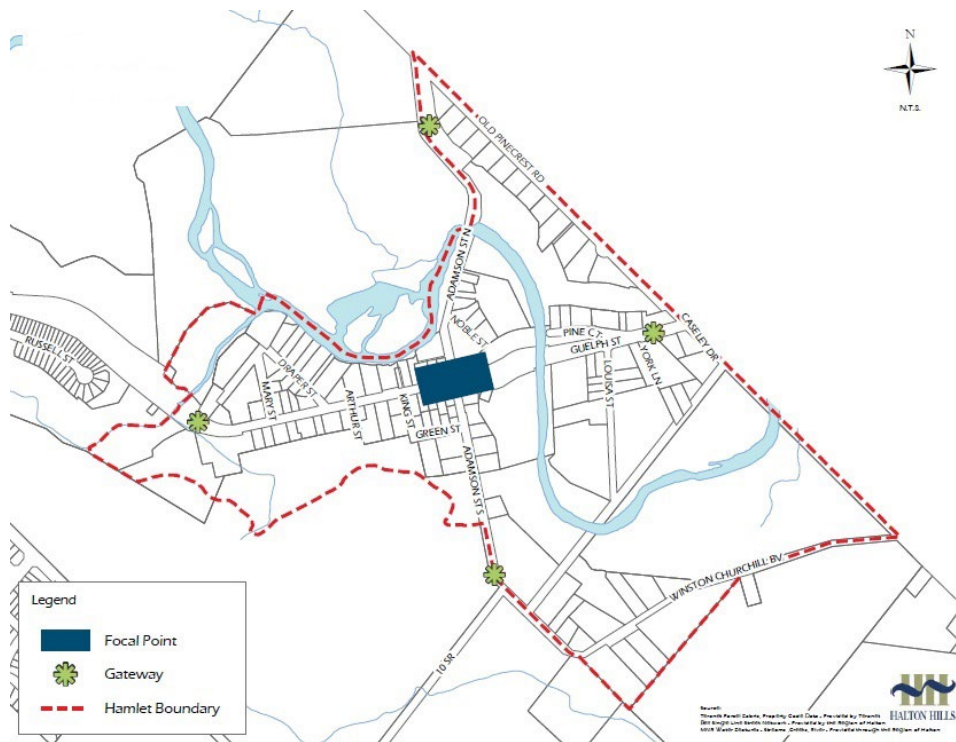 N
N.T.S.
OLD PINECREST RD
ADAMSON ST N
NOBLE ST
PINE CT
GUELPH ST
CASELEY DR
YORK LN
LOUISA ST
RUSSELL ST
DRAPER ST
MARY ST
ARTHUR ST
KING ST
GREEN ST
ADAMSON ST S
WINSTON CHURCHILL BV
10 SR
Legend
Focal Point
Gateway
Hamlet Boundary
HALTON HILLS